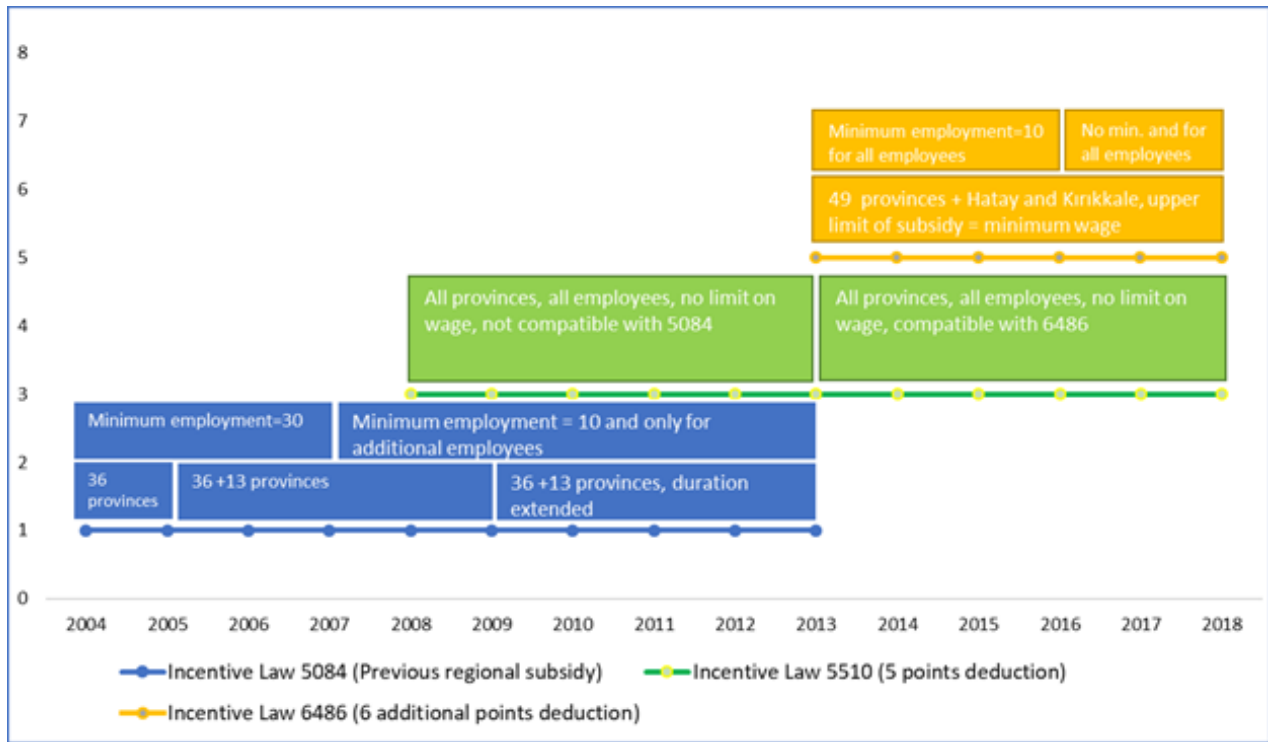 8
7
Minimum employment=10
for all employees
No min. and for
all employees
6
49 provinces + Hatay and Kırıkkale, upper
limit of subsidy = minimum wage
5
All provinces, all employees, no limit on
wage, not compatible with 5084
All provinces, all employees, no limit on
wage, compatible with 6486
4
3
Minimum employment=30
Minimum employment = 10 and only for
additional employees
2
36
provinces
36 +13 provinces
36 +13 provinces, duration
extended
1
0
2004 2005 2006 2007 2008 2009 2010 2011 2012 2013 2014 2015 2016 2017 2018
Incentive Law 5084 (Previous regional subsidy)
Incentive Law 5510 (5 points deduction)
Incentive Law 6486 (6 additional points deduction)